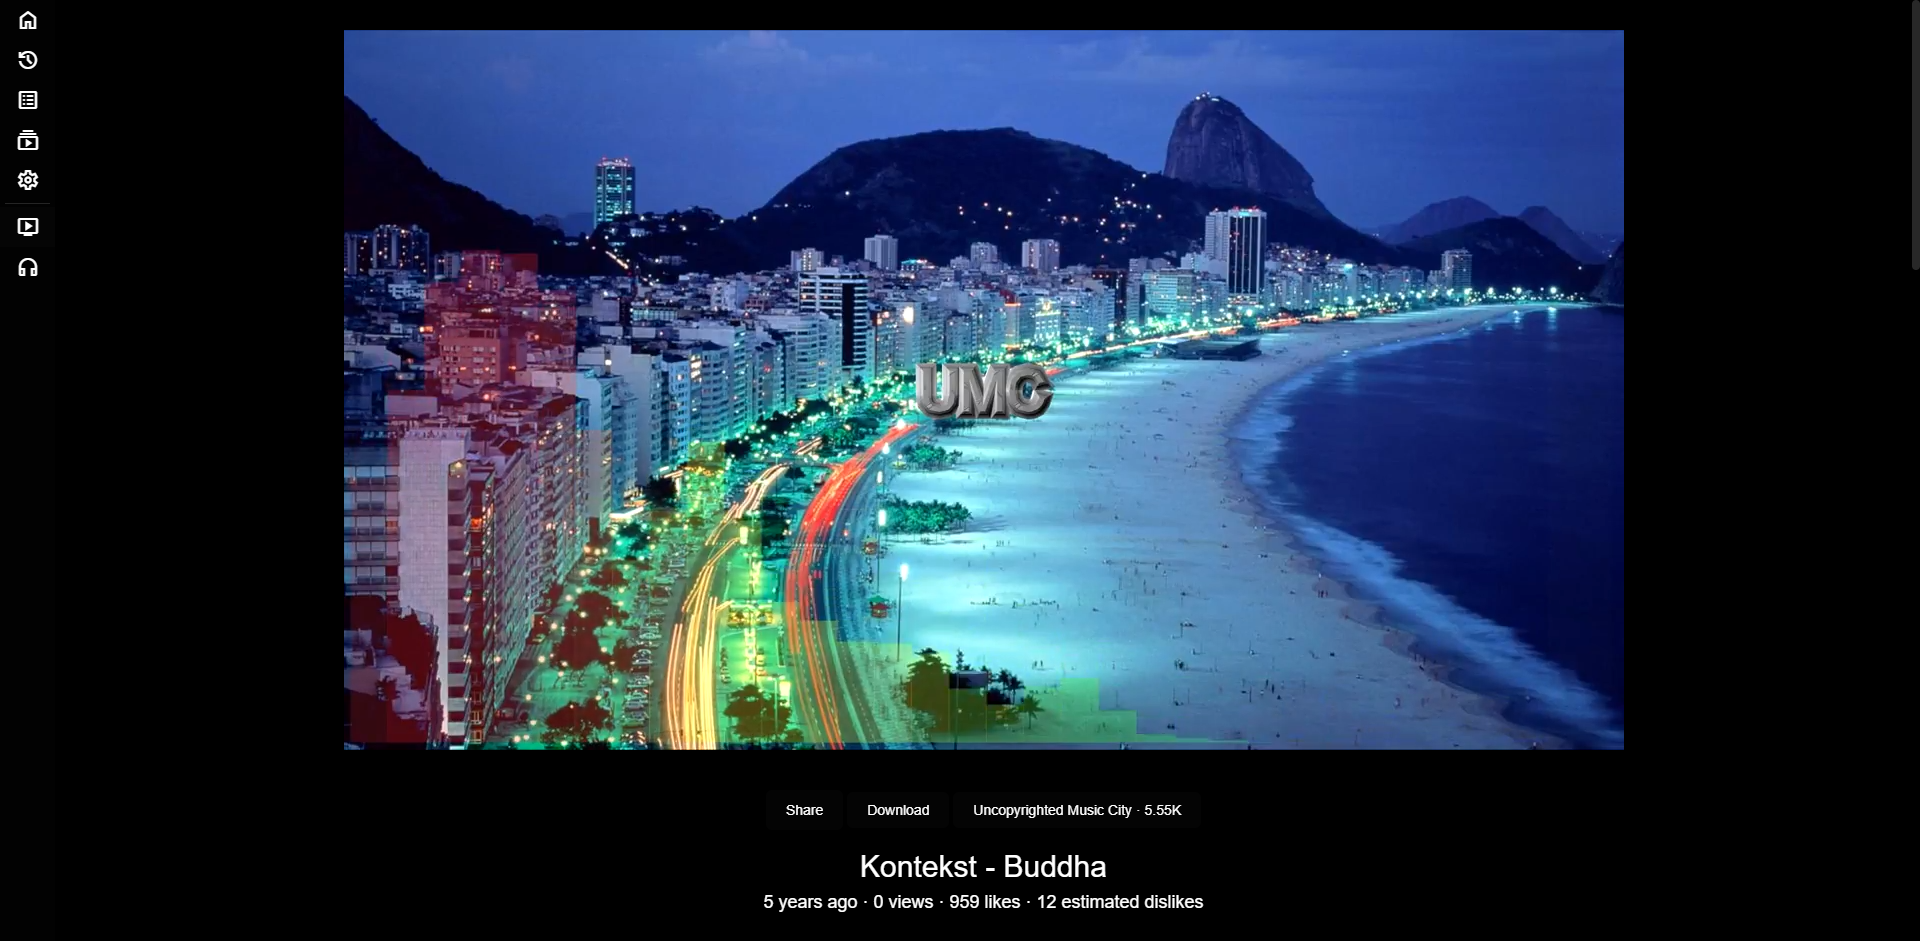 UMC
Share
Download
Uncopyrighted Music City · 5.55K
Kontekst - Buddha
5 years ago · 0 views · 959 likes · 12 estimated dislikes